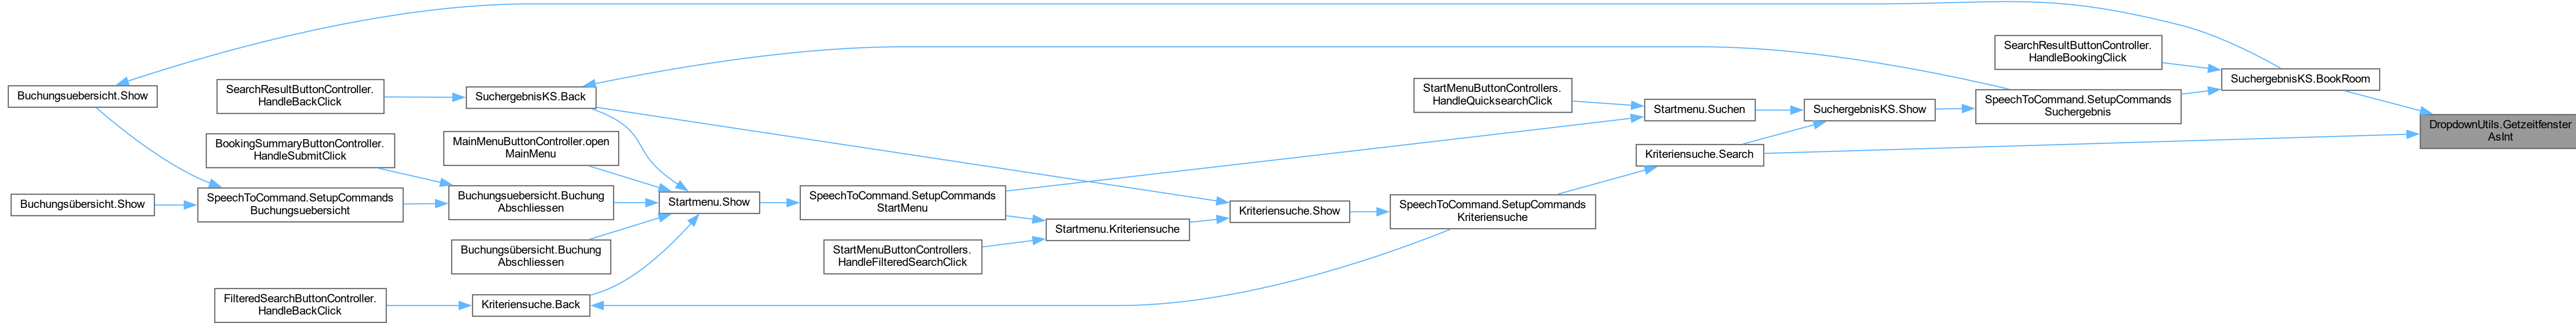 Buchungsuebersicht.Show
SearchResultButtonController.
HandleBackClick
BookingSummaryButtonController.
HandleSubmitClick
Buchungsübersicht.Show
SpeechToCommand.SetupCommands
Buchungsuebersicht
FilteredSearchButtonController.
HandleBackClick
SuchergebnisKS.Back
MainMenuButtonController.open
MainMenu
Buchungsuebersicht.Buchung
Abschliessen
Buchungsübersicht.Buchung
Abschliessen
Kriteriensuche.Back
Startmenu.Show
StartMenuButtonControllers.
HandleQuicksearchClick
SpeechToCommand.SetupCommands
StartMenu
StartMenuButtonControllers.
HandleFilteredSearchClick
Startmenu.Kriteriensuche
Kriteriensuche.Show
Startmenu.Suchen
Kriteriensuche.Search
SpeechToCommand.SetupCommands
Kriteriensuche
SuchergebnisKS.Show
SearchResultButtonController.
HandleBookingClick
SpeechToCommand.SetupCommands
Suchergebnis
SuchergebnisKS.BookRoom
DropdownUtils.Getzeitfenster
AsInt